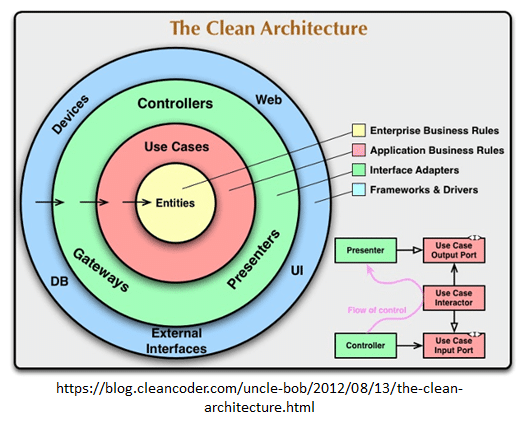 The Clean Architecture
Devices
Web
Controllers
Use Cases
Entities
Gateways
Presenters
DB
UI
External
Interfaces
Enterprise Business Rules
Application Business Rules
Interface Adapters
Frameworks & Drivers
Presenter
Use Case
Output Port
<I>
Flow of control
Use Case
Interactor
Controller
Use Case
Input Port
<I>
https://blog.cleancoder.com/uncle-bob/2012/08/13/the-clean-
architecture.html